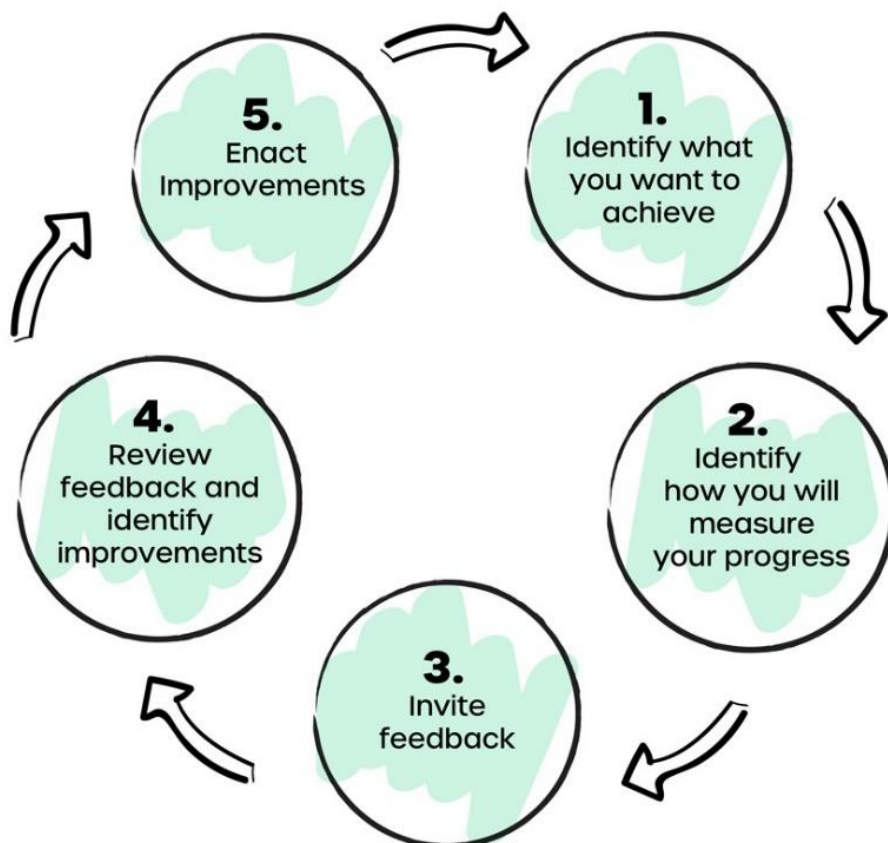 1.
Identify what
you want to
achieve
2.
Identify
how you will
measure
your progress
3.
Invite
feedback
4.
Review
feedback and
identify
improvements
5.
Enact
Improvements